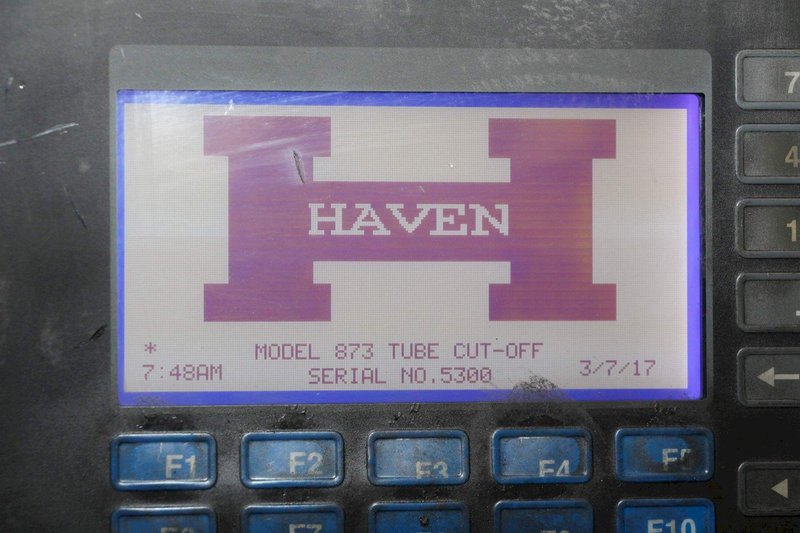 HAVEN
*
MODEL 873 TUBE CUT-OFF
7:48AM
SERIAL NO.5300
3/7/17
7
4
1
F1
F2
F3
F4
F5
F7
F10